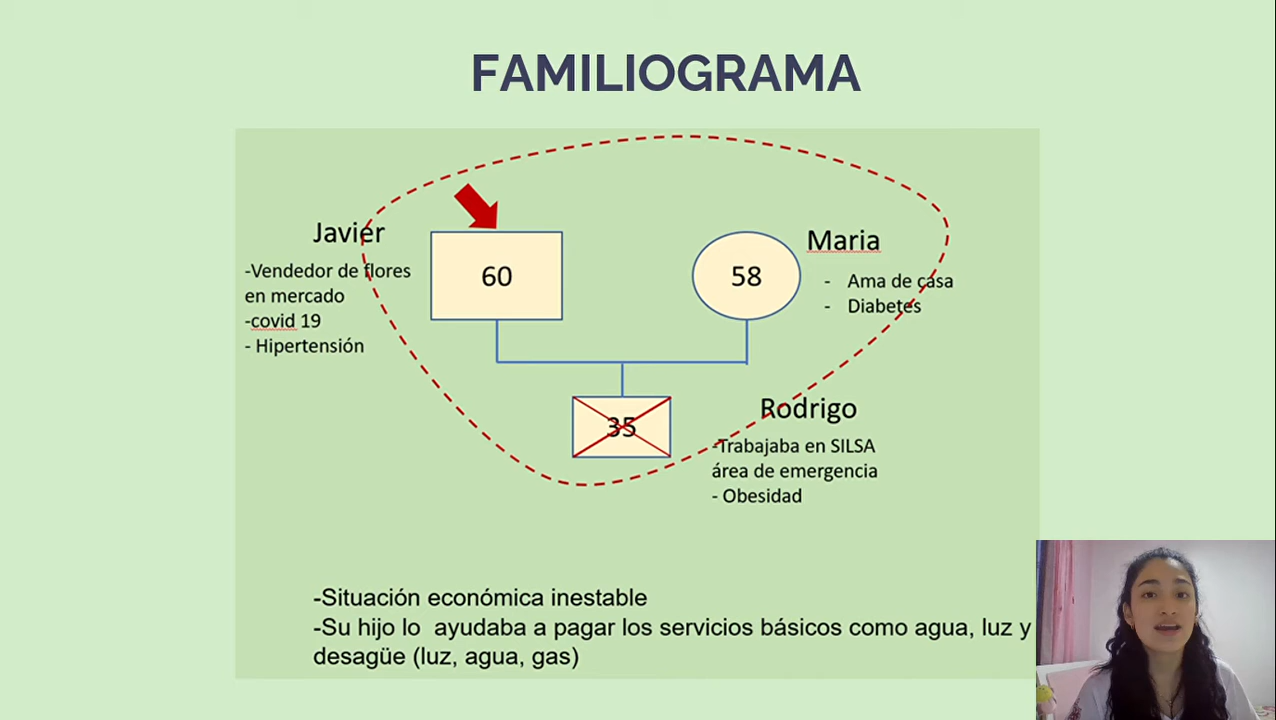 FAMILIOGRAMA
Javier
-Vendedor de flores
en mercado
-covid 19
- Hipertensión
60
58
Maria
- Ama de casa
- Diabetes
35
Rodrigo
-Trabajaba en SILSA
área de emergencia
- Obesidad
-Situación económica inestable
-Su hijo lo ayudaba a pagar los servicios básicos como agua, luz y
desagüe (luz, agua, gas)